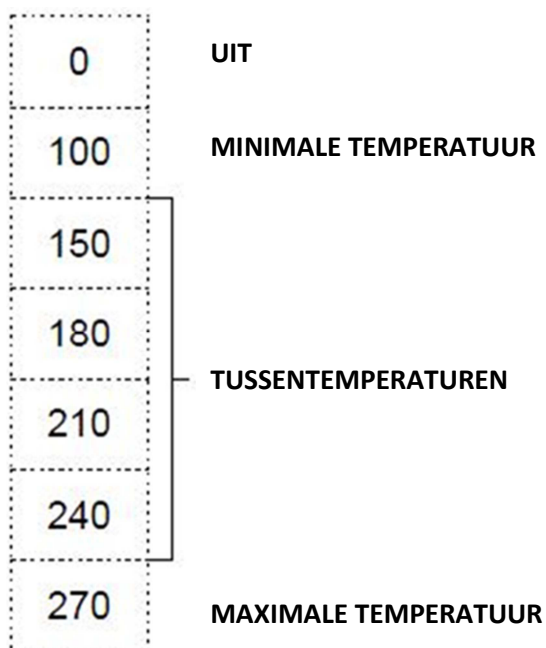 0 UIT
100 MINIMALE TEMPERATUUR
150
180
TUSSENTEMPERATUREN
210
240
270 MAXIMALE TEMPERATUUR